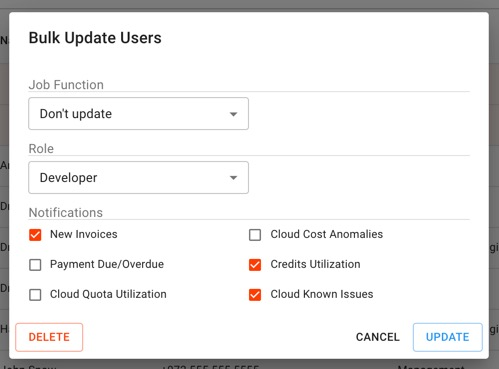 Bulk Update Users
Job Function
Don't update
Role
Developer
Notifications
New Invoices
Cloud Cost Anomalies
Payment Due/Overdue
Credits Utilization
Cloud Quota Utilization
Cloud Known Issues
DELETE
CANCEL
UPDATE